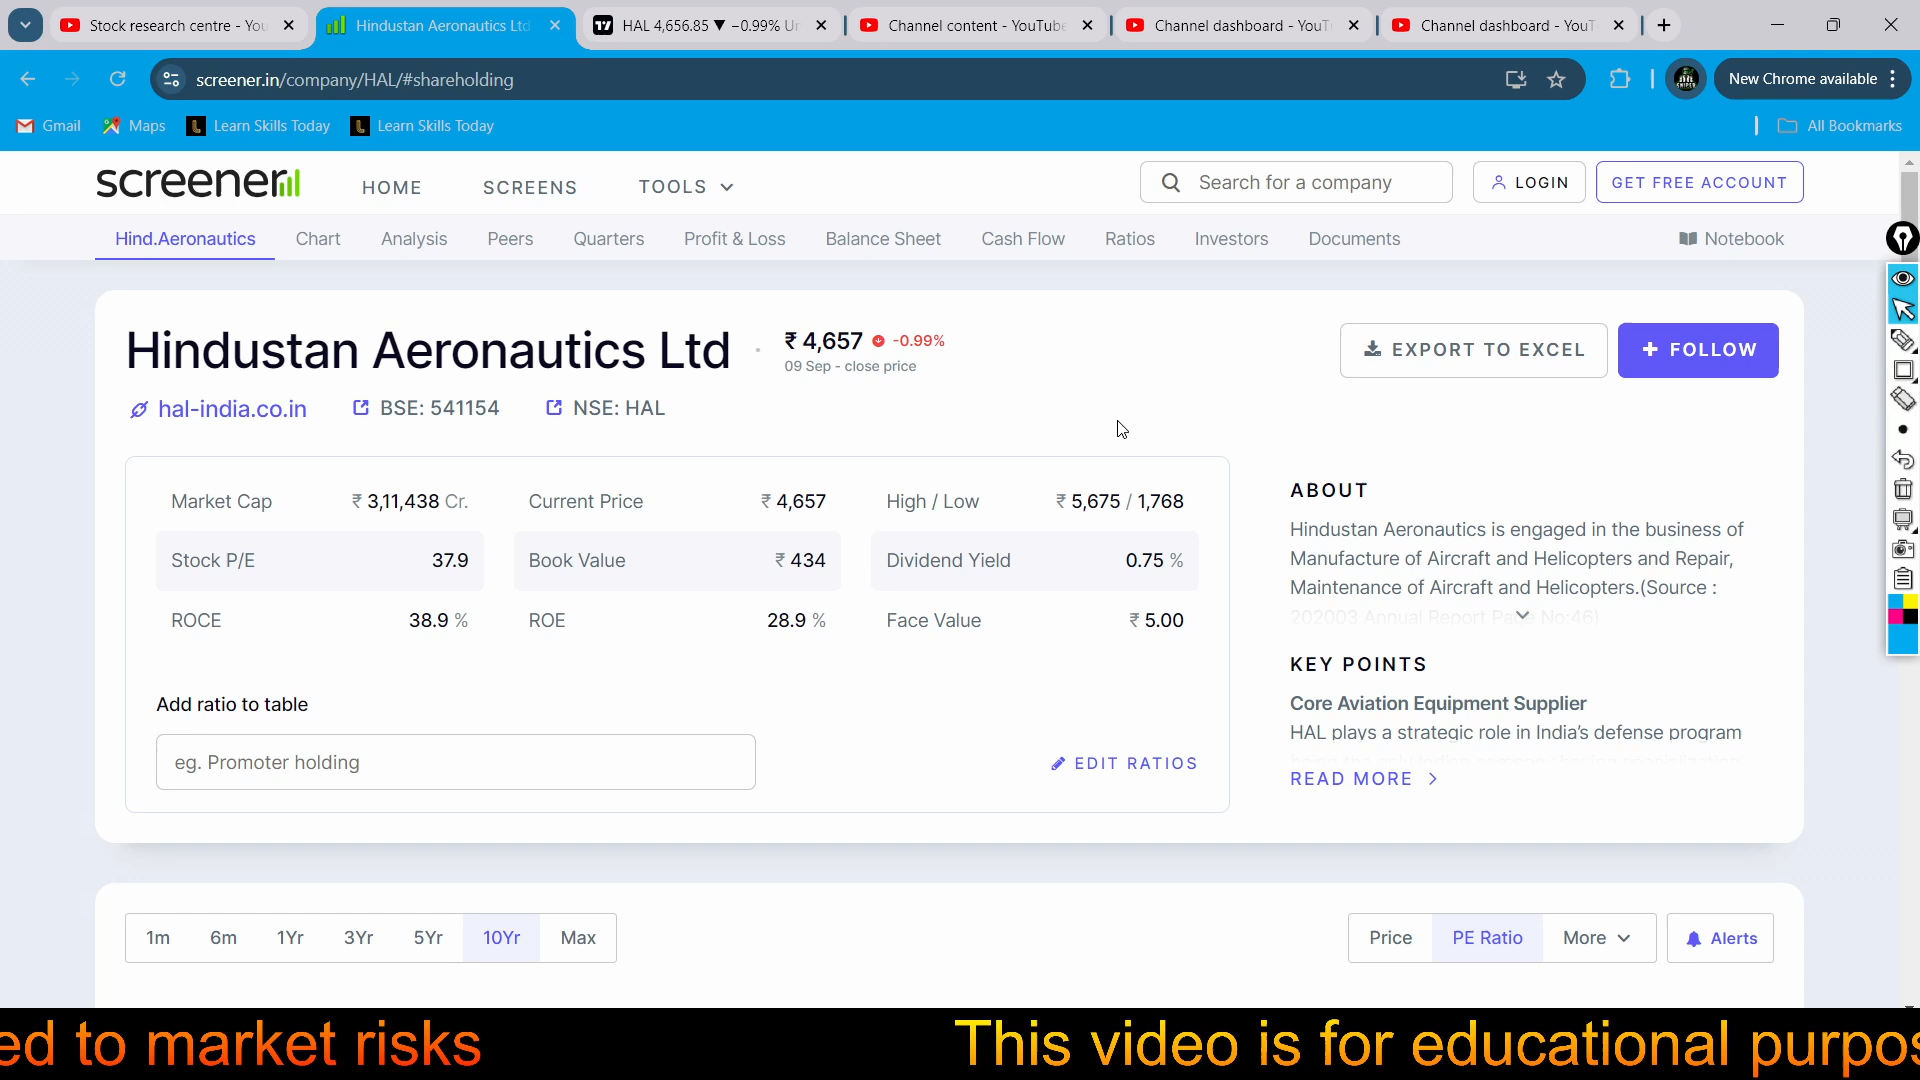 Stock research centre - You
Hindustan Aeronautics Ltd
HAL 4,656.85 ▼ −0.99% Un
Channel content - YouTube
Channel dashboard - YouT
Channel dashboard - YouT
screener.in/company/HAL/#shareholding
New Chrome available
Gmail
Maps
Learn Skills Today
Learn Skills Today
All Bookmarks
screener
HOME
SCREENS
TOOLS
Search for a company
LOGIN
GET FREE ACCOUNT
Hind.Aeronautics
Chart
Analysis
Peers
Quarters
Profit & Loss
Balance Sheet
Cash Flow
Ratios
Investors
Documents
Notebook
Hindustan Aeronautics Ltd
₹ 4,657 -0.99%
09 Sep - close price
EXPORT TO EXCEL
+ FOLLOW
hal-india.co.in
BSE: 541154
NSE: HAL
Market Cap ₹ 3,11,438 Cr.
Current Price ₹ 4,657
High / Low ₹ 5,675 / 1,768
Stock P/E 37.9
Book Value ₹ 434
Dividend Yield 0.75 %
ROCE 38.9 %
ROE 28.9 %
Face Value ₹ 5.00
Add ratio to table
eg. Promoter holding
EDIT RATIOS
ABOUT
Hindustan Aeronautics is engaged in the business of
Manufacture of Aircraft and Helicopters and Repair,
Maintenance of Aircraft and Helicopters.(Source :
202003 Annual Report Page No:46)
KEY POINTS
Core Aviation Equipment Supplier
HAL plays a strategic role in India's defense program
READ MORE
1m
6m
1Yr
3Yr
5Yr
10Yr
Max
Price
PE Ratio
More
Alerts
ed to market risks
This video is for educational purpos